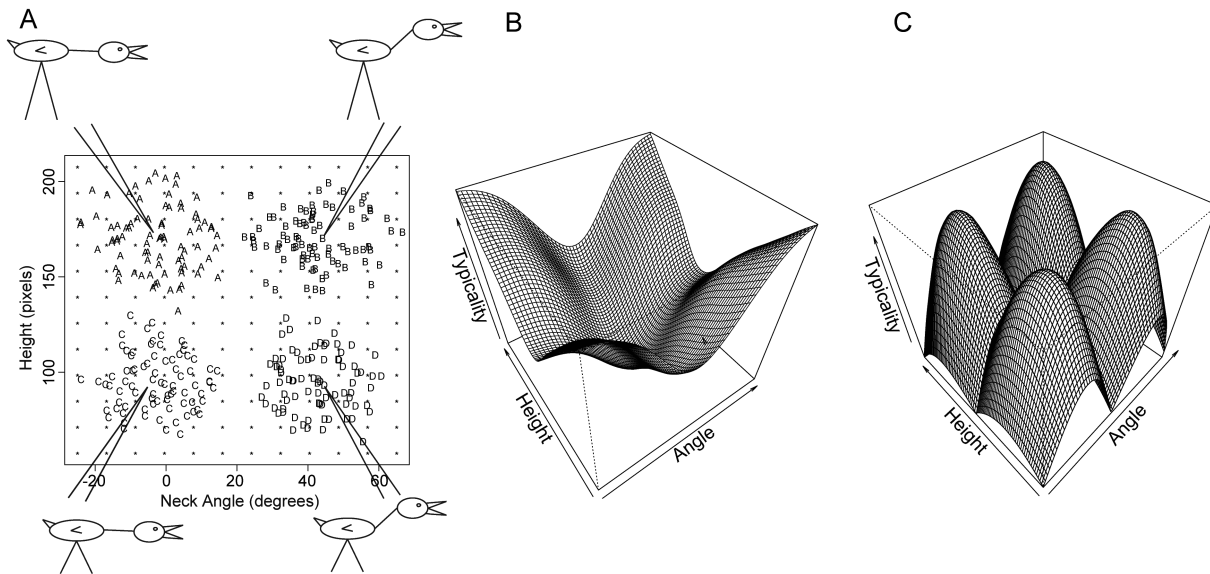 A
B
C
200
150
100
Height (pixels)
-20
0
20
40
60
Neck Angle (degrees)
Typicality
Height
Angle
Typicality
Height
Angle